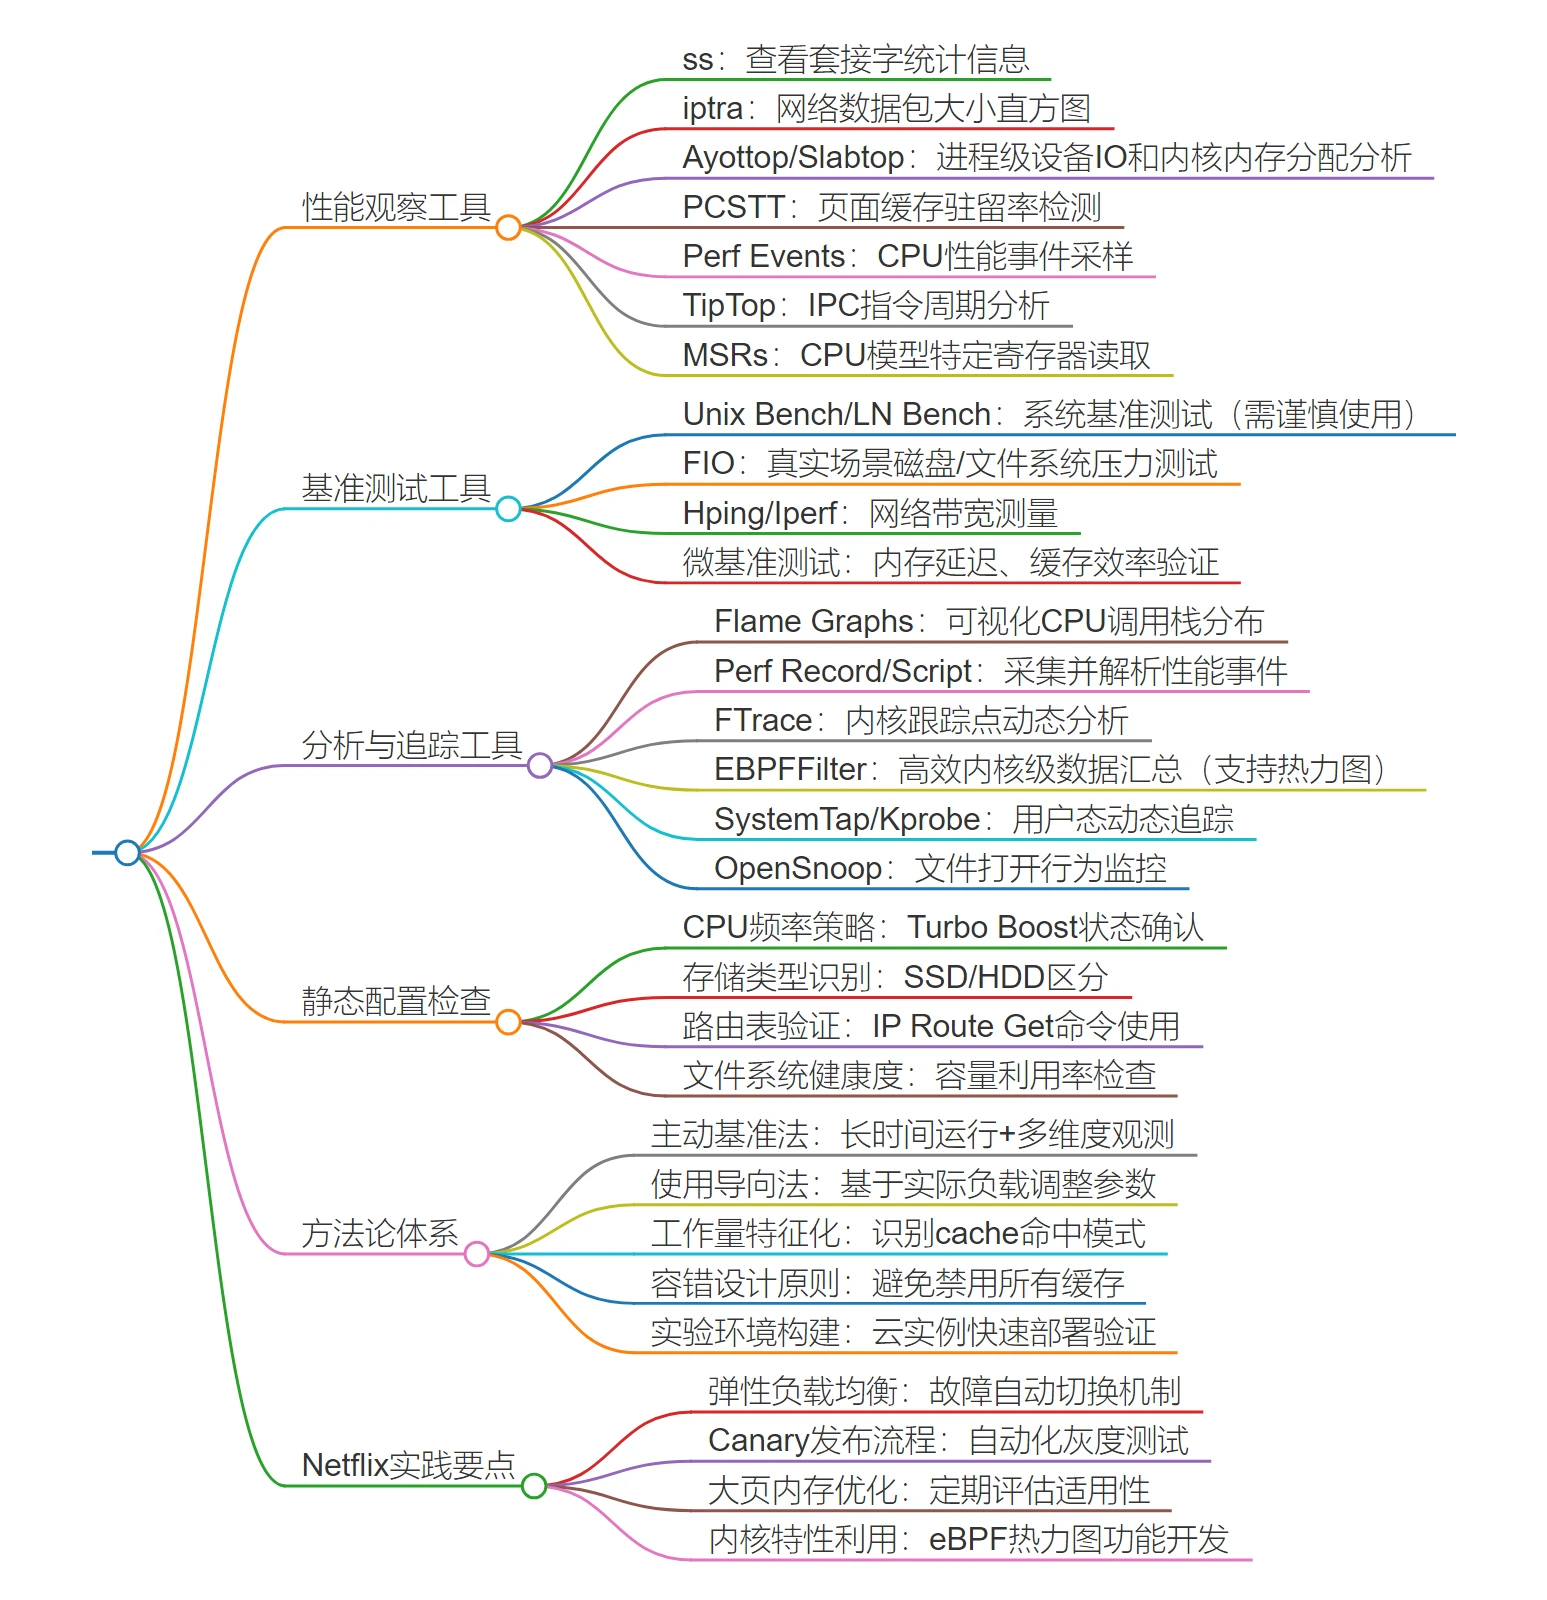 性能观察工具
ss：查看套接字统计信息
iptra：网络数据包大小直方图
Ayottop/Slabtop：进程级设备IO和内核内存分配分析
PCSTT：页面缓存驻留率检测
Perf Events：CPU性能事件采样
TipTop：IPC指令周期分析
MSRs：CPU模型特定寄存器读取
基准测试工具
Unix Bench/LN Bench：系统基准测试（需谨慎使用）
FIO：真实场景磁盘/文件系统压力测试
Hping/Iperf：网络带宽测量
微基准测试：内存延迟、缓存效率验证
分析与追踪工具
Flame Graphs：可视化CPU调用栈分布
Perf Record/Script：采集并解析性能事件
FTrace：内核跟踪点动态分析
EBPFFilter：高效内核级数据汇总（支持热力图）
SystemTap/Kprobe：用户态动态追踪
OpenSnoop：文件打开行为监控
静态配置检查
CPU频率策略：Turbo Boost状态确认
存储类型识别：SSD/HDD区分
路由表验证：IP Route Get命令使用
文件系统健康度：容量利用率检查
方法论体系
主动基准法：长时间运行+多维度观测
使用导向法：基于实际负载调整参数
工作量特征化：识别cache命中模式
容错设计原则：避免禁用所有缓存
实验环境构建：云实例快速部署验证
Netflix实践要点
弹性负载均衡：故障自动切换机制
Canary发布流程：自动化灰度测试
大页内存优化：定期评估适用性
内核特性利用：eBPF热力图功能开发